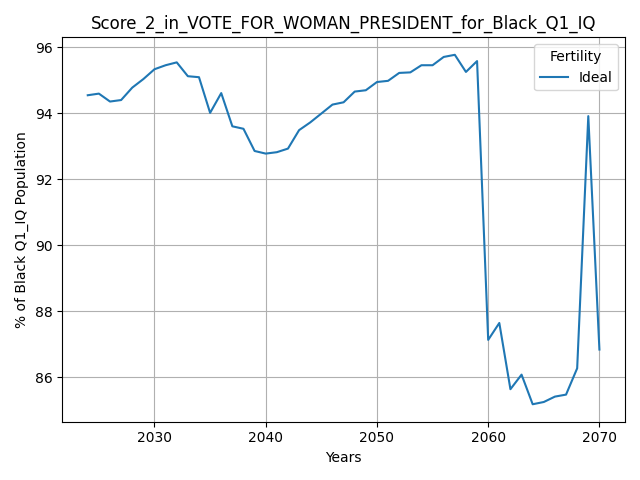 Score_2_in_VOTE_FOR_WOMAN_PRESIDENT_for_Black_Q1_IQ
Fertility
Ideal
% of Black Q1_IQ Population
96
94
92
90
88
86
2030 2040 2050 2060 2070
Years